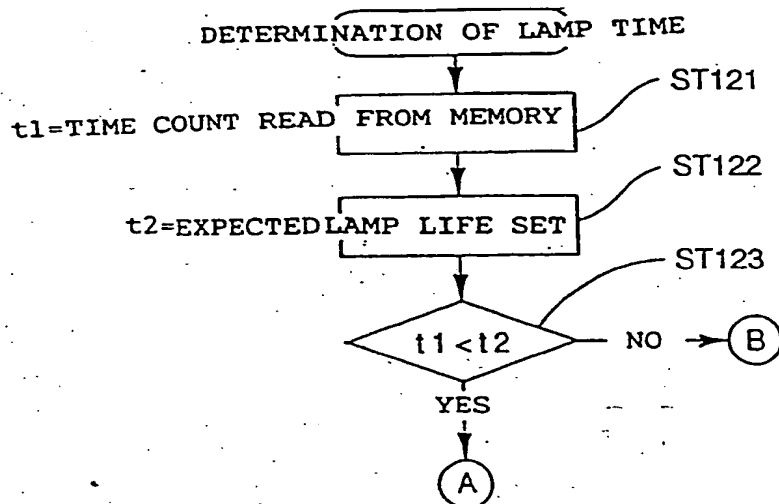 DETERMINATION OF LAMP TIME
ST121
t1=TIME COUNT READ FROM MEMORY
ST122
t2=EXPECTED LAMP LIFE SET
ST123
t1<t2
NO
B
YES
A